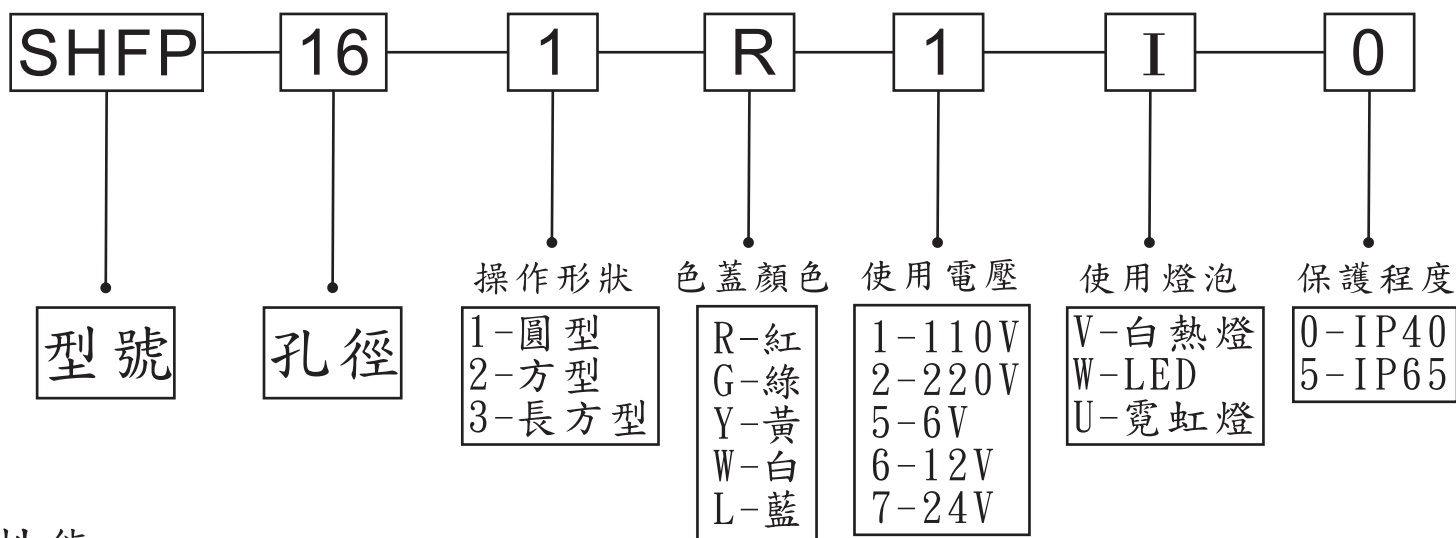 SHFP 16 1 R 1 I 0
型號
孔徑
操作形狀
1-圓型
2-方型
3-長方型
色蓋顏色
R-紅
G-綠
Y-黃
W-白
L-藍
使用電壓
1-110V
2-220V
5-6V
6-12V
7-24V
使用燈泡
V-白熱燈
W-LED
U-霓虹燈
保護程度
0-IP40
5-IP65